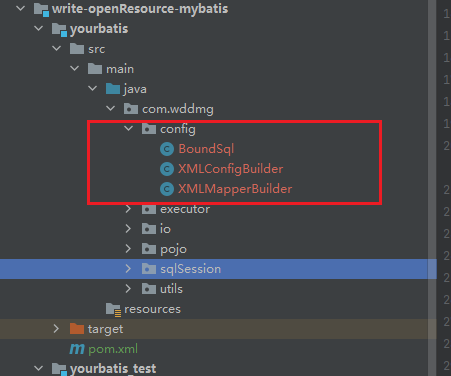 write-openResource-mybatis
yourbatis
src
main
java
com.wddmg
config
BoundSql
XMLConfigBuilder
XMLMapperBuilder
executor
io
pojo
sqlSession
utils
resources
target
pom.xml
yourbatis_test